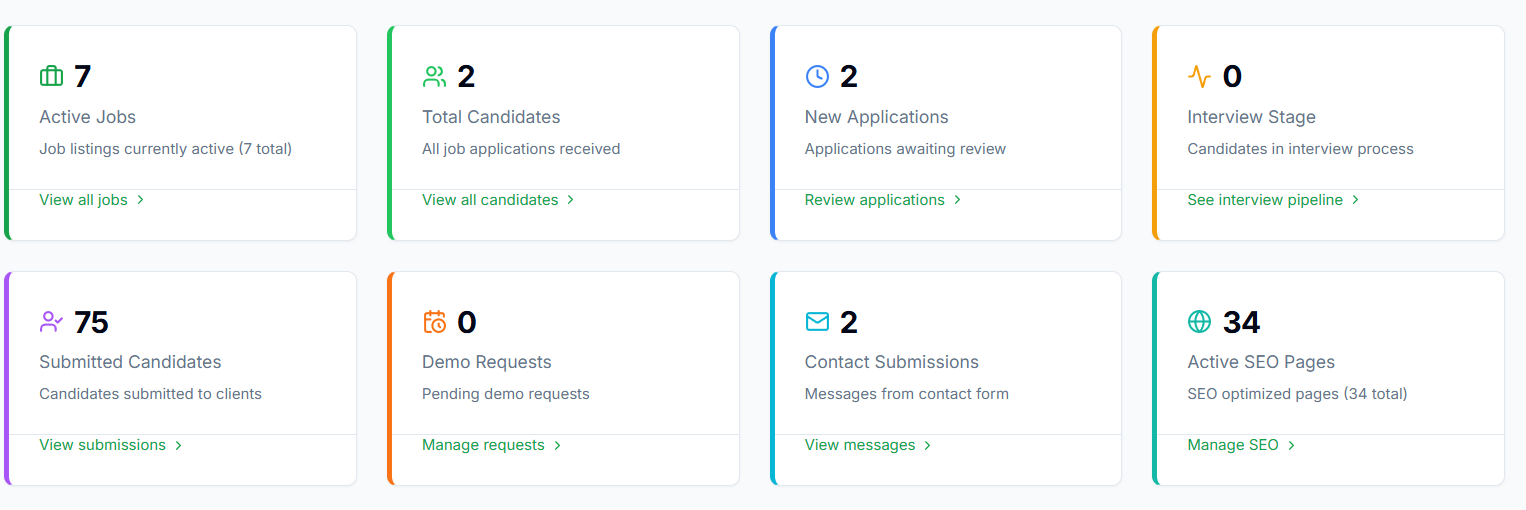 7
Active Jobs
Job listings currently active (7 total)
View all jobs
2
Total Candidates
All job applications received
View all candidates
2
New Applications
Applications awaiting review
Review applications
0
Interview Stage
Candidates in interview process
See interview pipeline
75
Submitted Candidates
Candidates submitted to clients
View submissions
0
Demo Requests
Pending demo requests
Manage requests
2
Contact Submissions
Messages from contact form
View messages
34
Active SEO Pages
SEO optimized pages (34 total)
Manage SEO